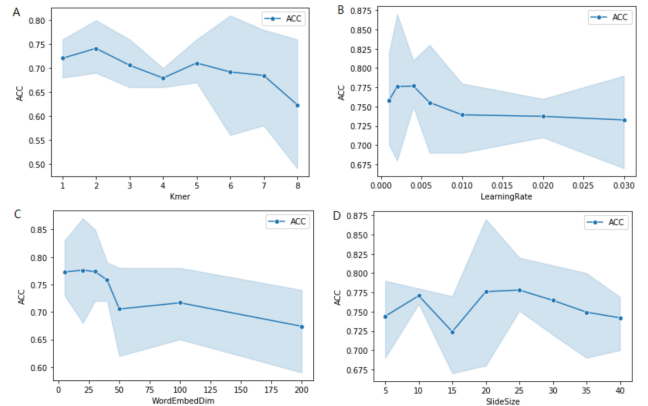 A
ACC
0.80
0.75
0.70
0.65
0.60
0.55
0.50
ACC
1 2 3 4 5 6 7 8
Kmer
B
ACC
0.875
0.850
0.825
0.800
0.775
0.750
0.725
0.700
0.675
ACC
0.000 0.005 0.010 0.015 0.020 0.025 0.030
LearningRate
C
ACC
0.85
0.80
0.75
0.70
0.65
0.60
ACC
0 25 50 75 100 125 150 175 200
WordEmbedDim
D
ACC
0.875
0.850
0.825
0.800
0.775
0.750
0.725
0.700
0.675
ACC
5 10 15 20 25 30 35 40
SlideSize